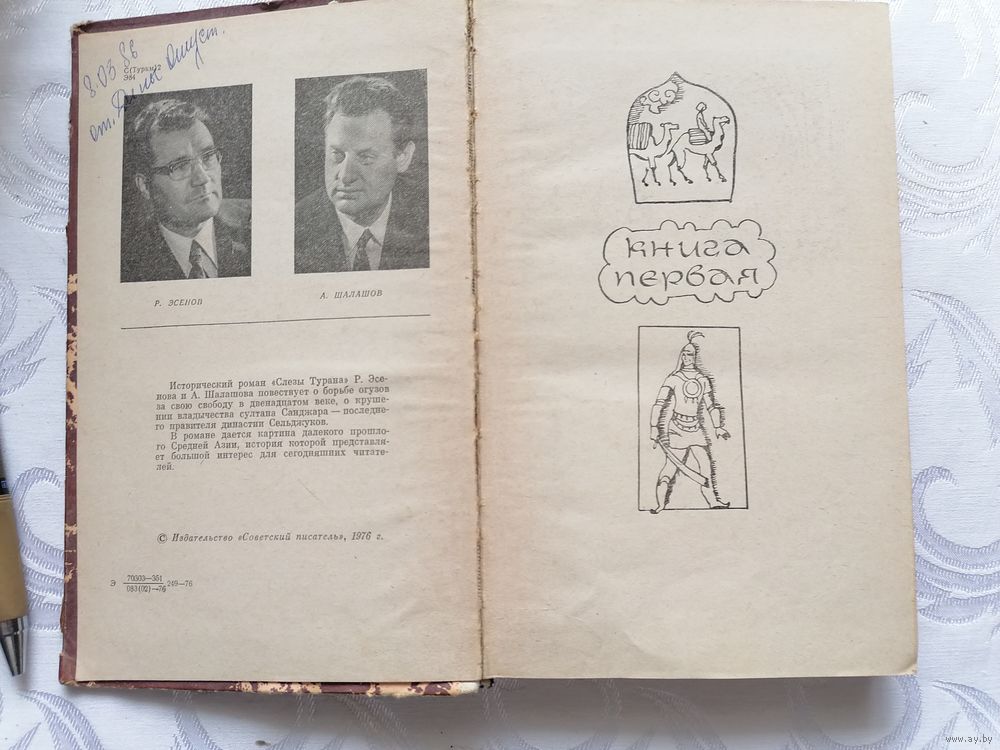 8.03 86
от
С(Туркм)2
Э84
Р. ЭСЕНОВ
А. ШАЛАШОВ
Исторический роман «Слезы Турана» Р. Эсе-
нова и А. Шалашова повествует о борьбе огузов
за свою свободу в двенадцатом веке, о круше-
нии владычества султана Санджара — последне-
го правителя династии Сельджуков.
В романе дается картина далекого прошло-
го Средней Азии, история которой представля-
ет большой интерес для сегодняшних читате-
лей.
© Издательство «Советский писатель», 1976 г.
Э 70303—351 249—76
083(02)—76
КНИГА
ПЕРВАЯ
www.ay.by